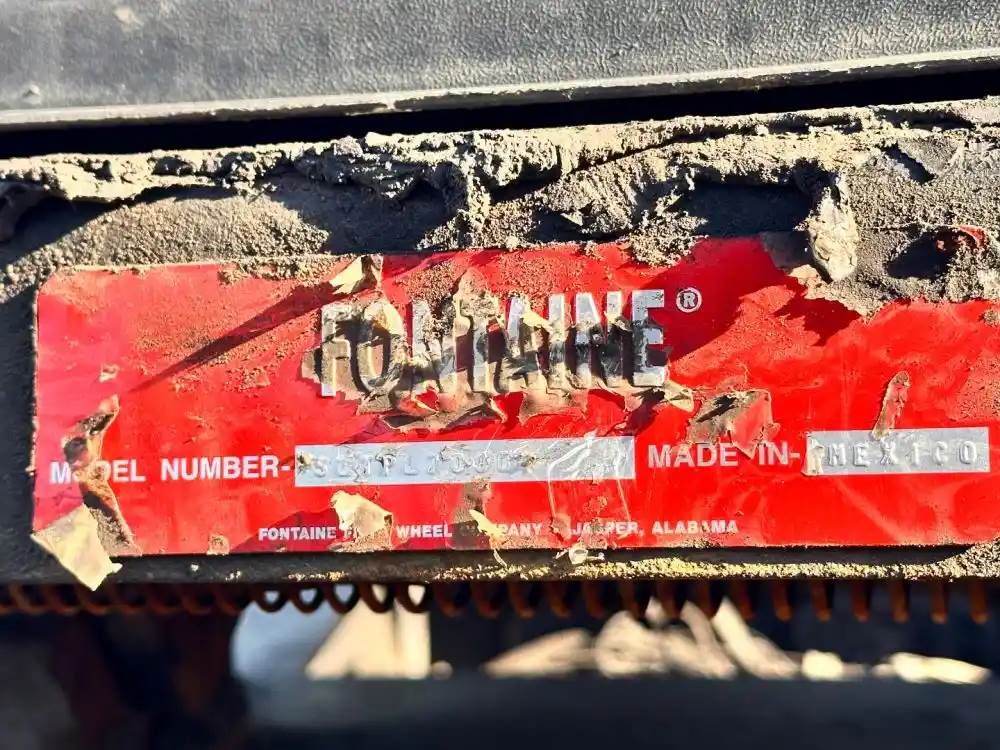 FONTAINE®
MODEL NUMBER- MADE IN- MEXICO
FONTAINE WHEEL COMPANY JASPER, ALABAMA